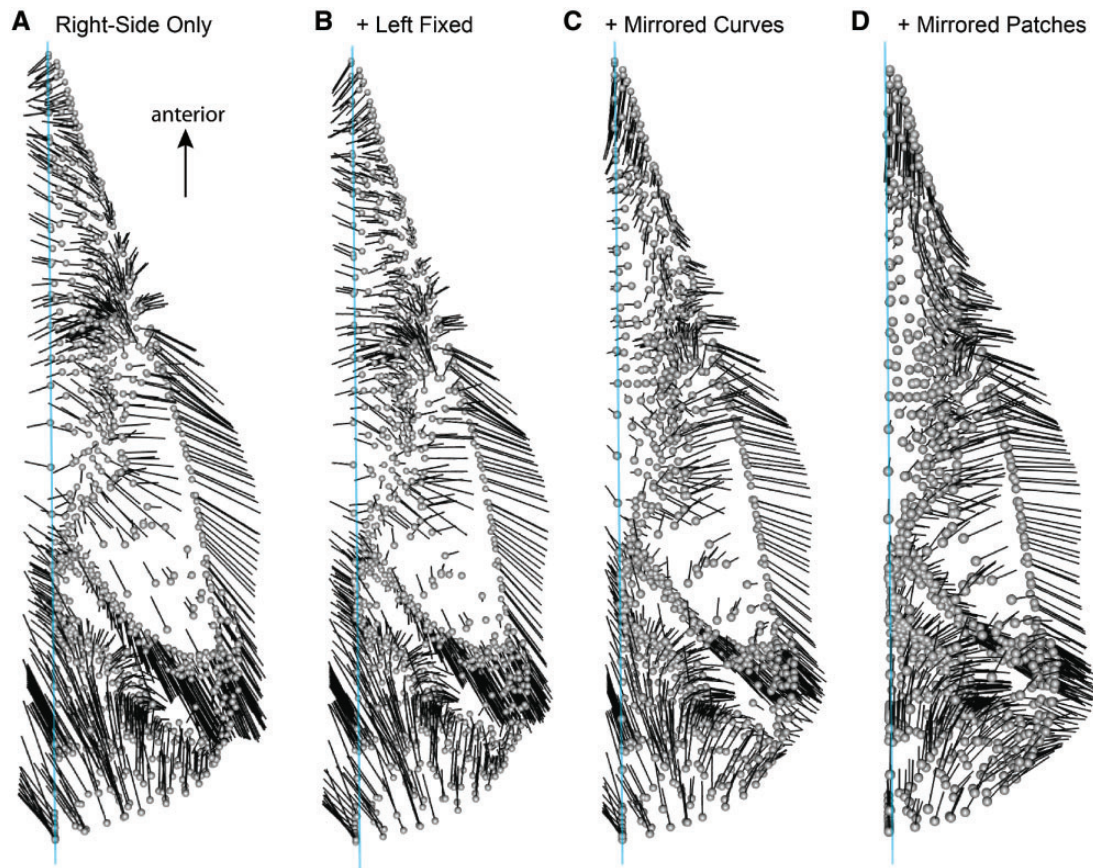 A Right-Side Only
B + Left Fixed
C + Mirrored Curves
D + Mirrored Patches
anterior